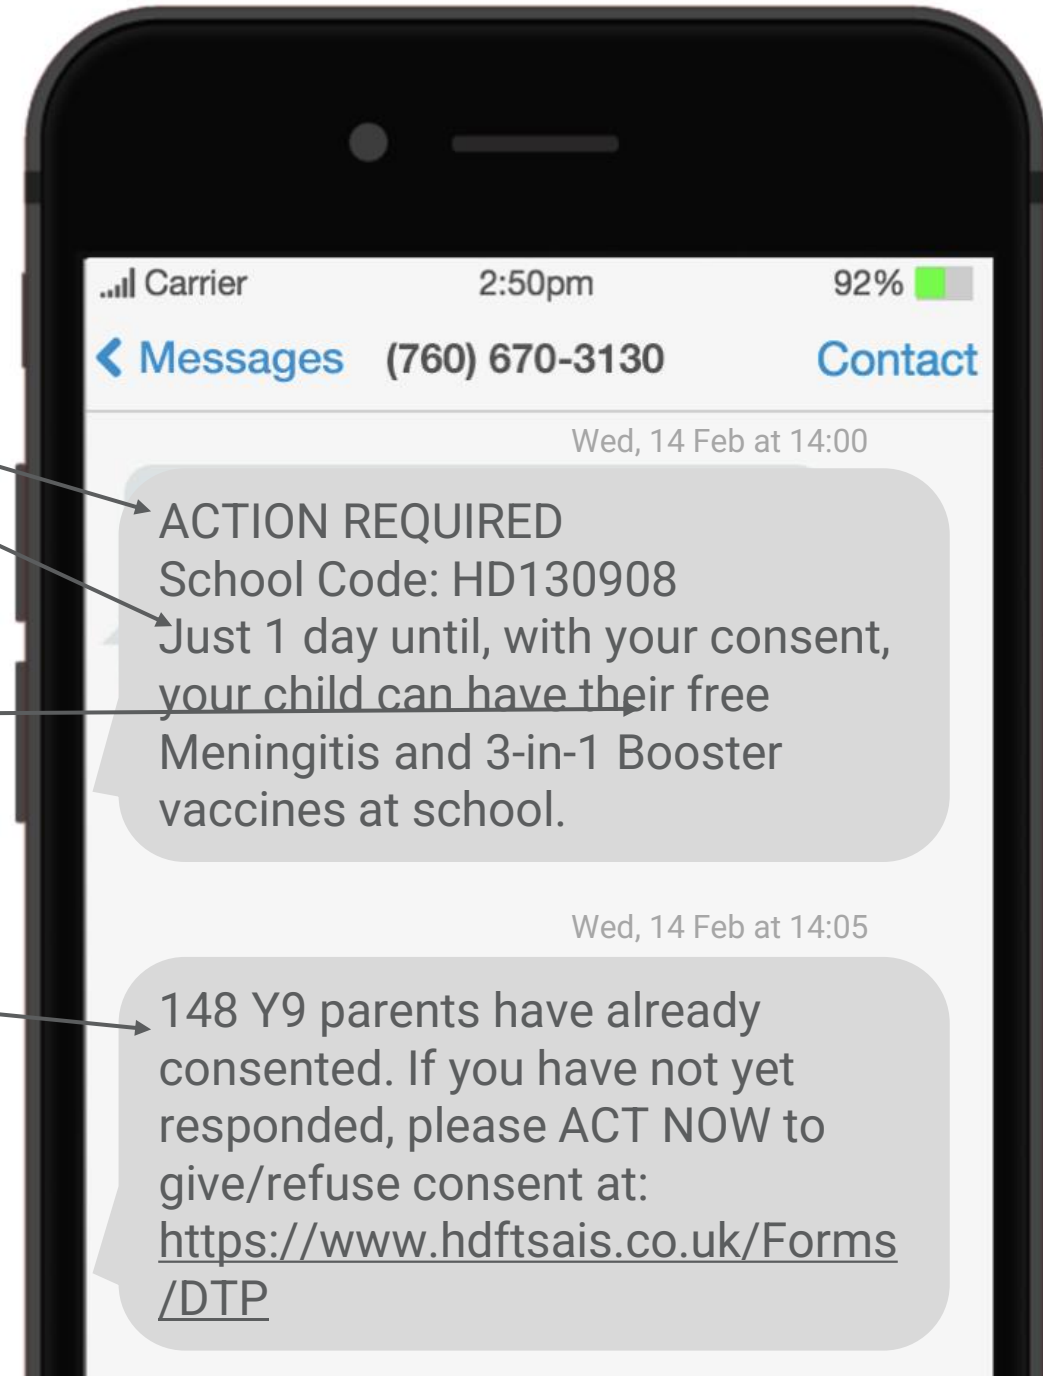 Carrier 2:50pm 92%
Messages (760) 670-3130 Contact
Wed, 14 Feb at 14:00
ACTION REQUIRED
School Code: HD130908
Just 1 day until, with your consent,
your child can have their free
Meningitis and 3-in-1 Booster
vaccines at school.
Wed, 14 Feb at 14:05
148 Y9 parents have already
consented. If you have not yet
responded, please ACT NOW to
give/refuse consent at:
https://www.hdftsais.co.uk/Forms
/DTP